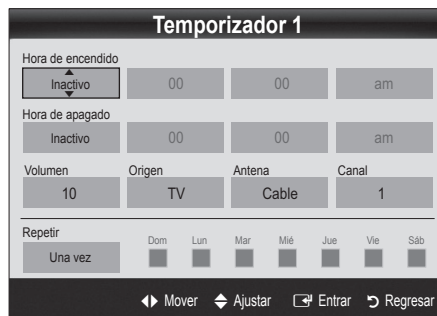 Temporizador 1
Hora de encendido
Inactivo 00 00 am
Hora de apagado
Inactivo 00 00 am
Volumen Origen Antena Canal
10 TV Cable 1
Repetir
Dom Lun Mar Mié Jue Vie Sáb
Una vez
Mover Ajustar Entrar Regresar